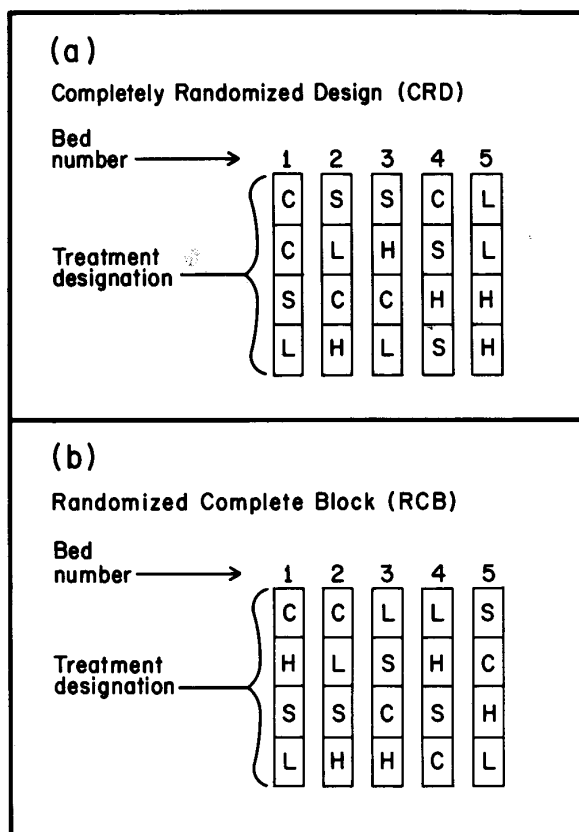 (a)
Completely Randomized Design (CRD)
Bed
number
1 2 3 4 5
Treatment
designation
C S S C L
C L H S L
S C C H H
L H L S H
(b)
Randomized Complete Block (RCB)
Bed
number
1 2 3 4 5
Treatment
designation
C C L L S
H L S H C
S S C S H
L H H C L